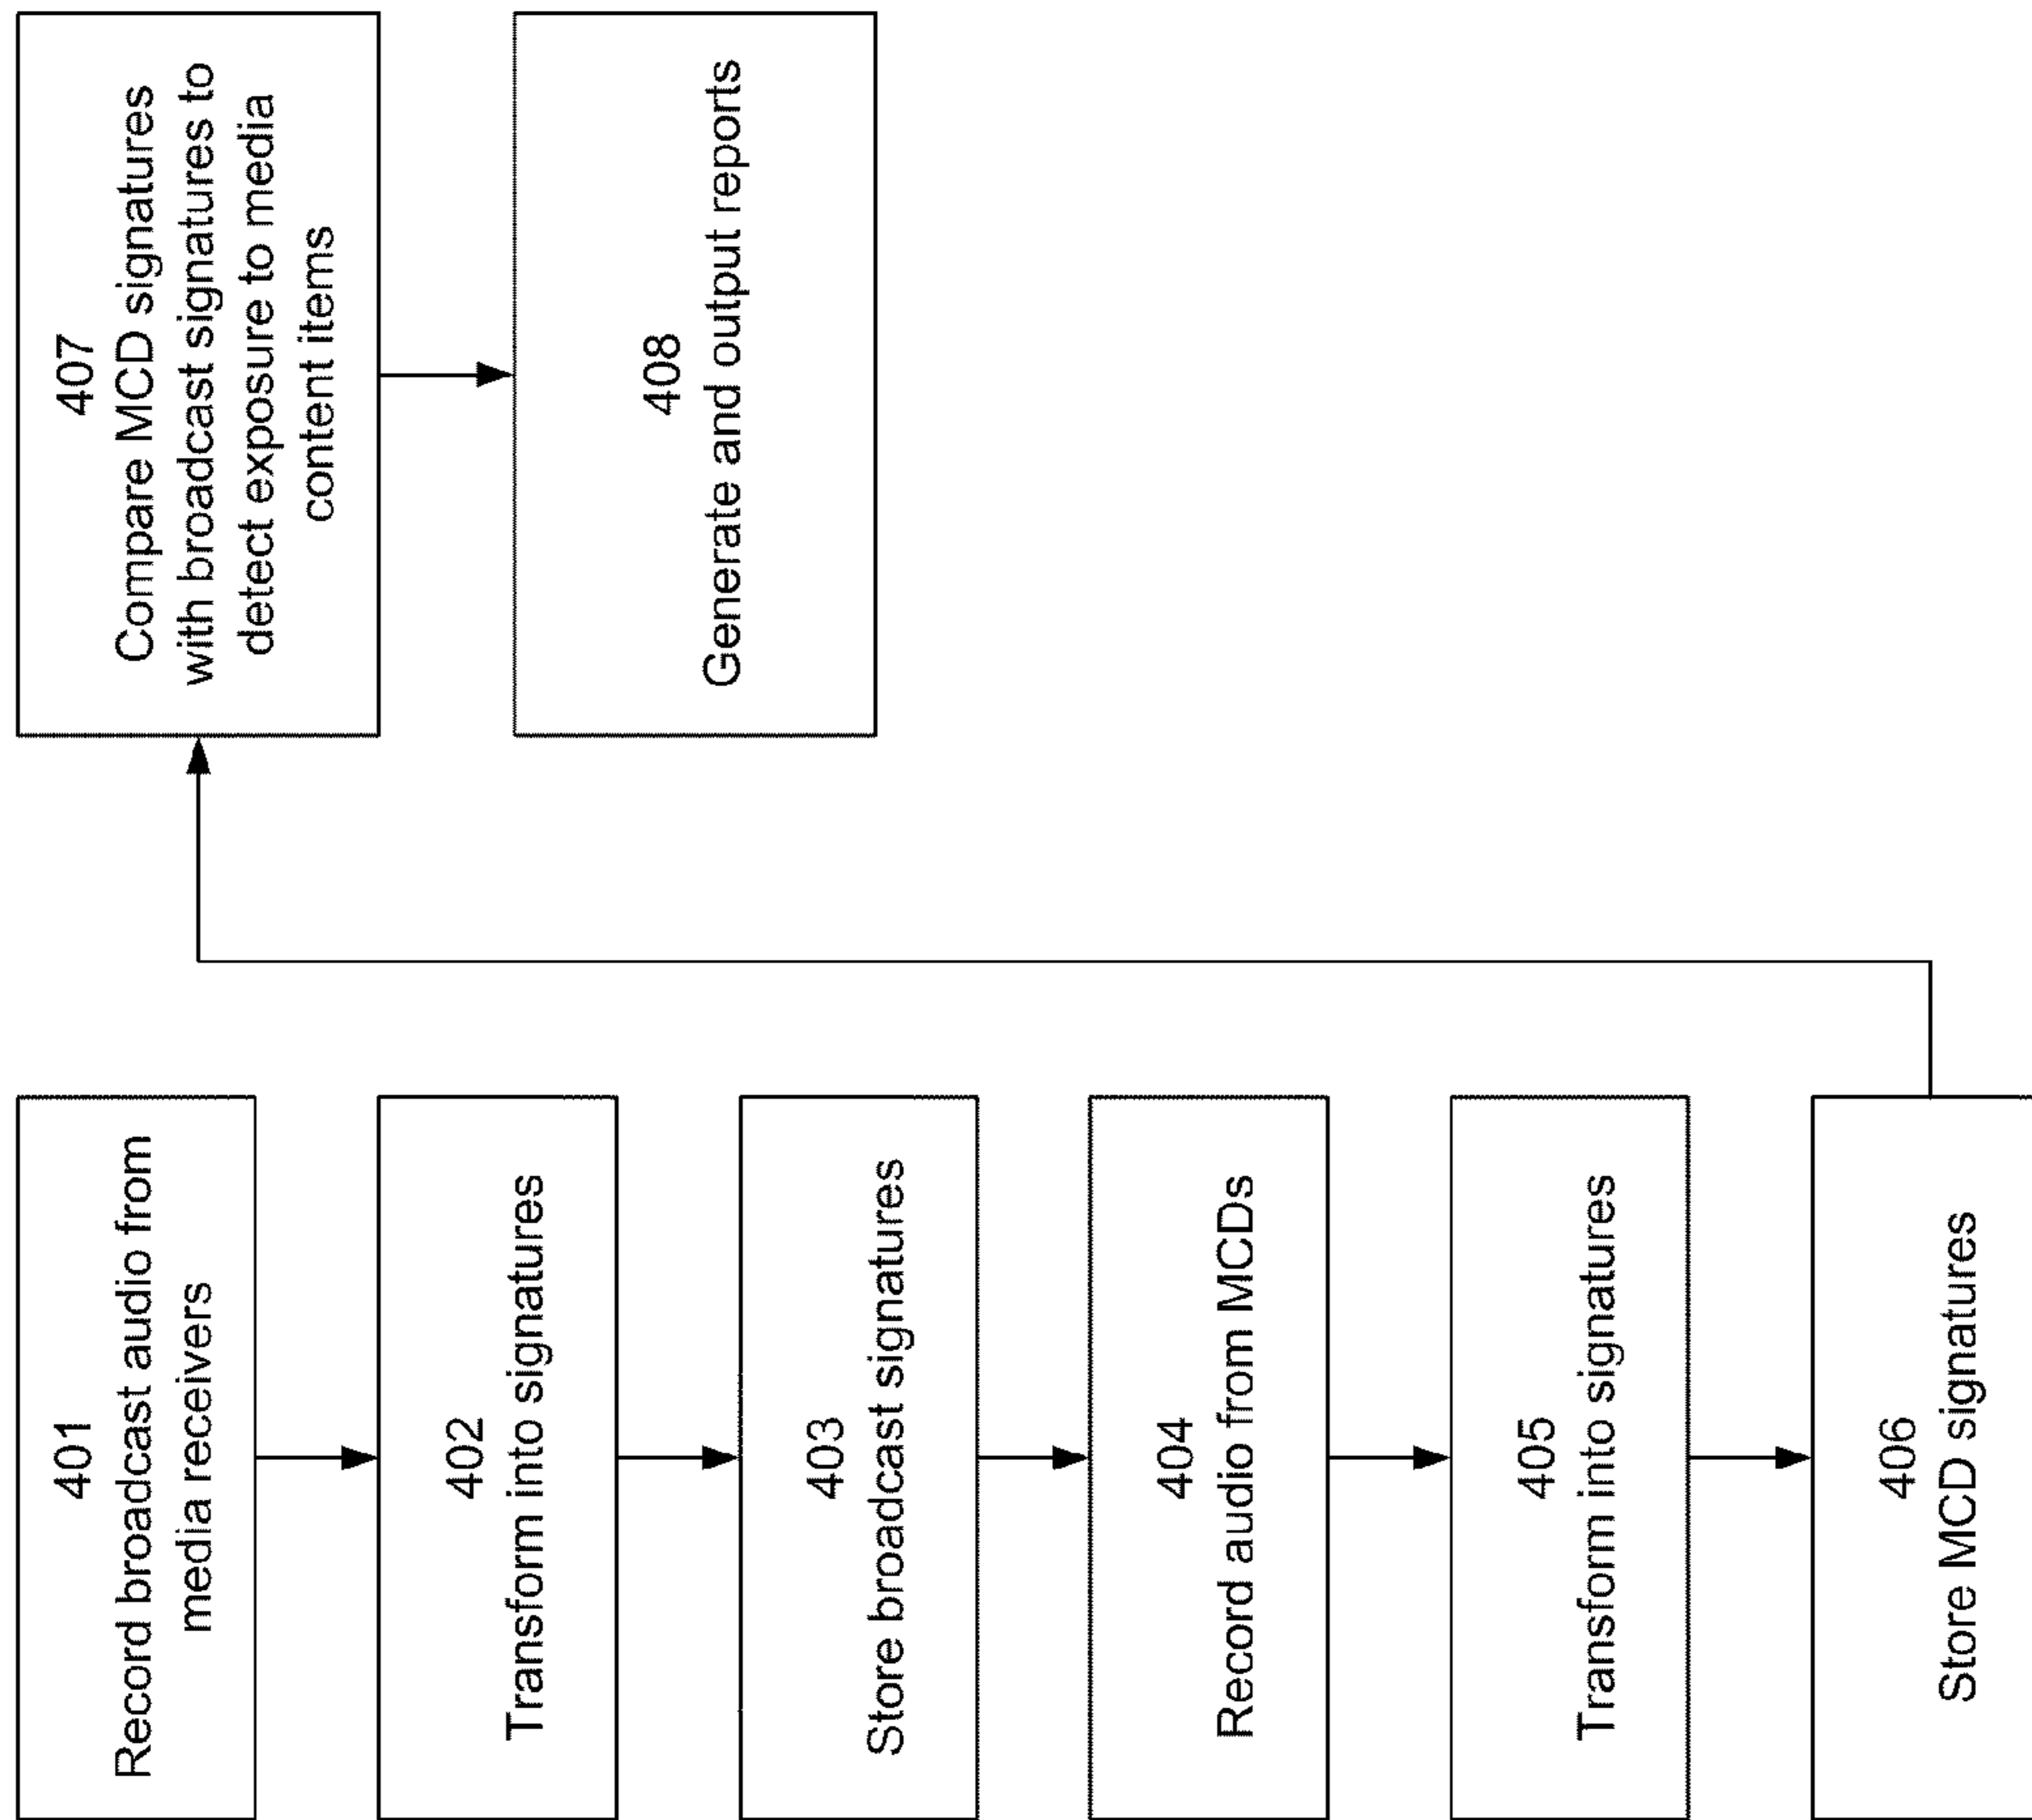 401
Record broadcast audio from
media receivers
402
Transform into signatures
403
Store broadcast signatures
404
Record audio from MCDs
405
Transform into signatures
406
Store MCD signatures
407
Compare MCD signatures
with broadcast signatures to
detect exposure to media
content items
408
Generate and output reports